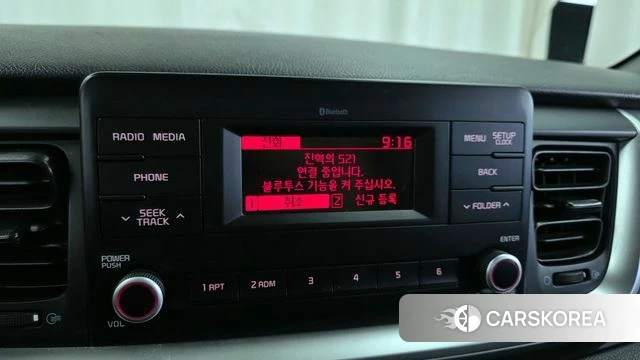 Bluetooth
RADIO MEDIA
PHONE
SEEK
TRACK
POWER
PUSH
VOL
전화 9:16
진혁의 S21
연결 중입니다.
블루투스 기능을 켜 주십시오.
1 취소 2 신규 등록
MENU SETUP
CLOCK
BACK
FOLDER
ENTER
1 RPT 2 RDM 3 4 5 6
CARSKOREA